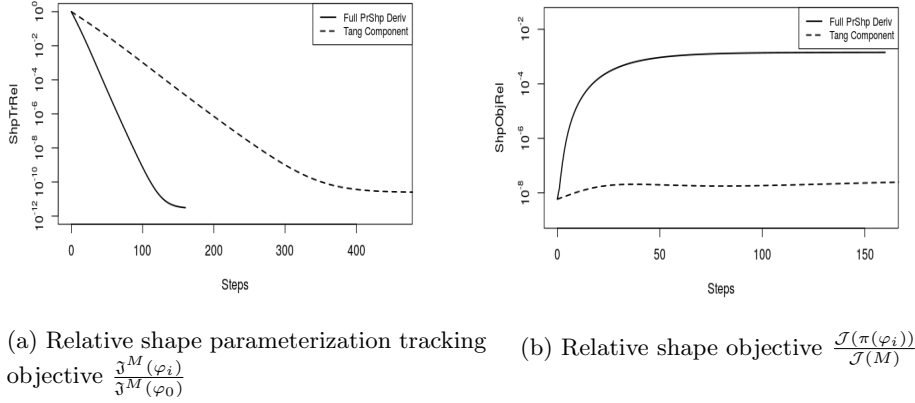 Full PrShp Deriv
Tang Component
ShpTrRel
10^0
10^-2
10^-4
10^-6
10^-8
10^-10
10^-12
0 100 200 300 400
Steps
Full PrShp Deriv
Tang Component
ShpObjRel
10^-2
10^-4
10^-6
10^-8
0 50 100 150
Steps
(a) Relative shape parameterization tracking
objective 𝔍^M(φ_i)/𝔍^M(φ_0)
(b) Relative shape objective 𝒥(π(φ_i))/𝒥(M)